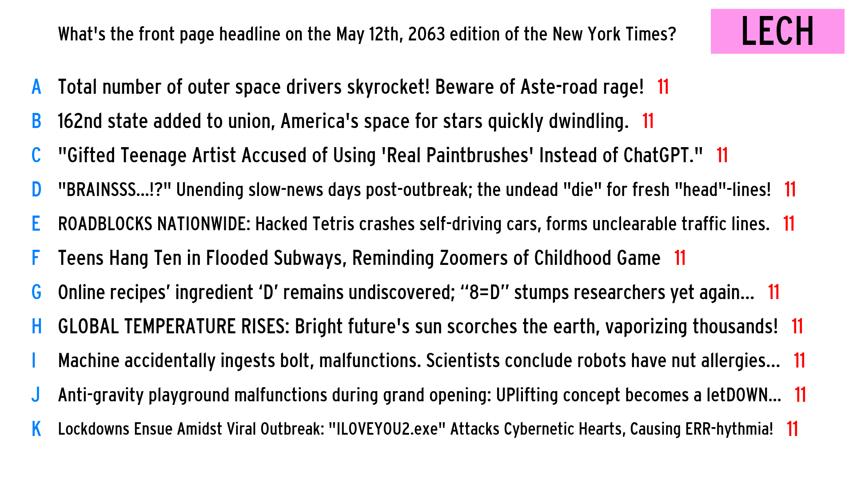 What's the front page headline on the May 12th, 2063 edition of the New York Times?
LECH
A Total number of outer space drivers skyrocket! Beware of Aste-road rage! 11
B 162nd state added to union, America's space for stars quickly dwindling. 11
C "Gifted Teenage Artist Accused of Using 'Real Paintbrushes' Instead of ChatGPT." 11
D "BRAINSSS...!?" Unending slow-news days post-outbreak; the undead "die" for fresh "head"-lines! 11
E ROADBLOCKS NATIONWIDE: Hacked Tetris crashes self-driving cars, forms unclearable traffic lines. 11
F Teens Hang Ten in Flooded Subways, Reminding Zoomers of Childhood Game 11
G Online recipes’ ingredient ‘D’ remains undiscovered; “8=D” stumps researchers yet again... 11
H GLOBAL TEMPERATURE RISES: Bright future's sun scorches the earth, vaporizing thousands! 11
I Machine accidentally ingests bolt, malfunctions. Scientists conclude robots have nut allergies... 11
J Anti-gravity playground malfunctions during grand opening: UPlifting concept becomes a letDOWN... 11
K Lockdowns Ensue Amidst Viral Outbreak: "ILOVEYOU2.exe" Attacks Cybernetic Hearts, Causing ERR-hythmia! 11